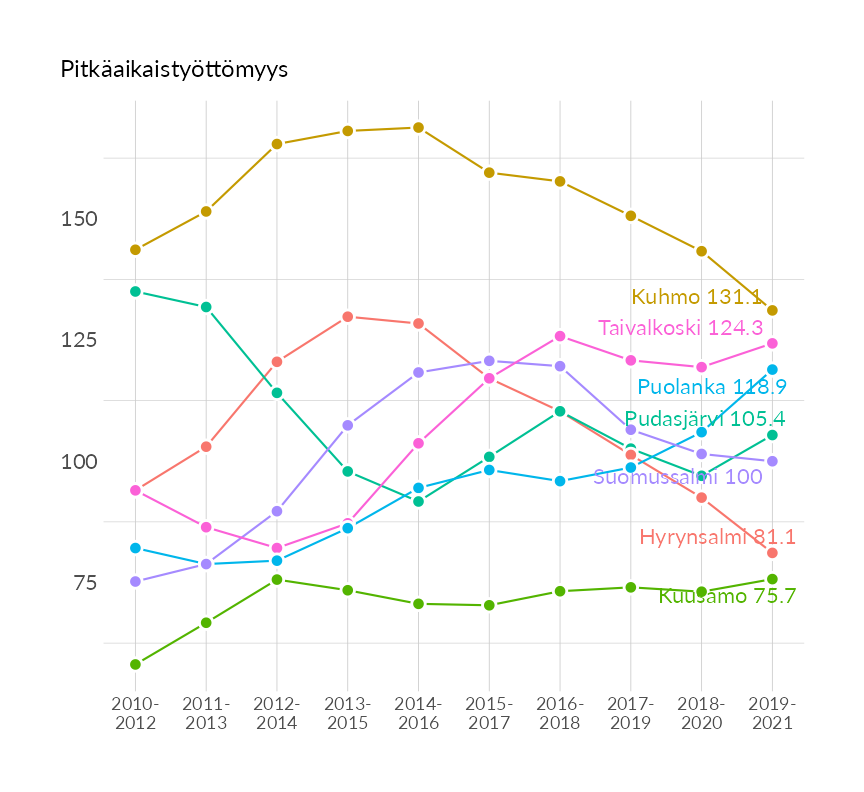 Pitkäaikaistyöttömyys
150
125
100
75
Kuhmo 131.1
Taivalkoski 124.3
Puolanka 118.9
Pudasjärvi 105.4
Suomussalmi 100
Hyrynsalmi 81.1
Kuusamo 75.7
2010- 2011- 2012- 2013- 2014- 2015- 2016- 2017- 2018- 2019-
2012 2013 2014 2015 2016 2017 2018 2019 2020 2021